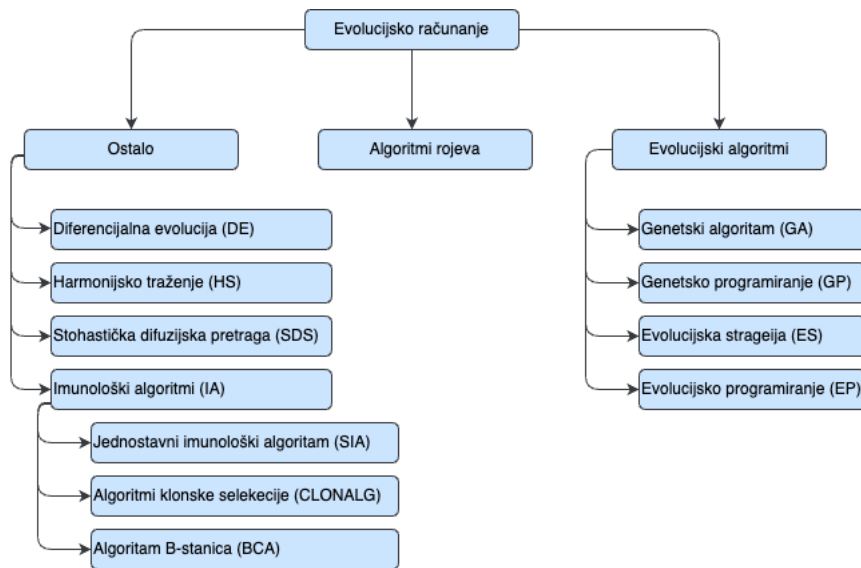 Evolucijsko računanje
Ostalo
Algoritmi rojeva
Evolucijski algoritmi
Diferencijalna evolucija (DE)
Harmonijsko traženje (HS)
Stohastička difuzijska pretraga (SDS)
Imunološki algoritmi (IA)
Jednostavni imunološki algoritam (SIA)
Algoritmi klonske selekecije (CLONALG)
Algoritam B-stanica (BCA)
Genetski algoritam (GA)
Genetsko programiranje (GP)
Evolucijska strageija (ES)
Evolucijsko programiranje (EP)